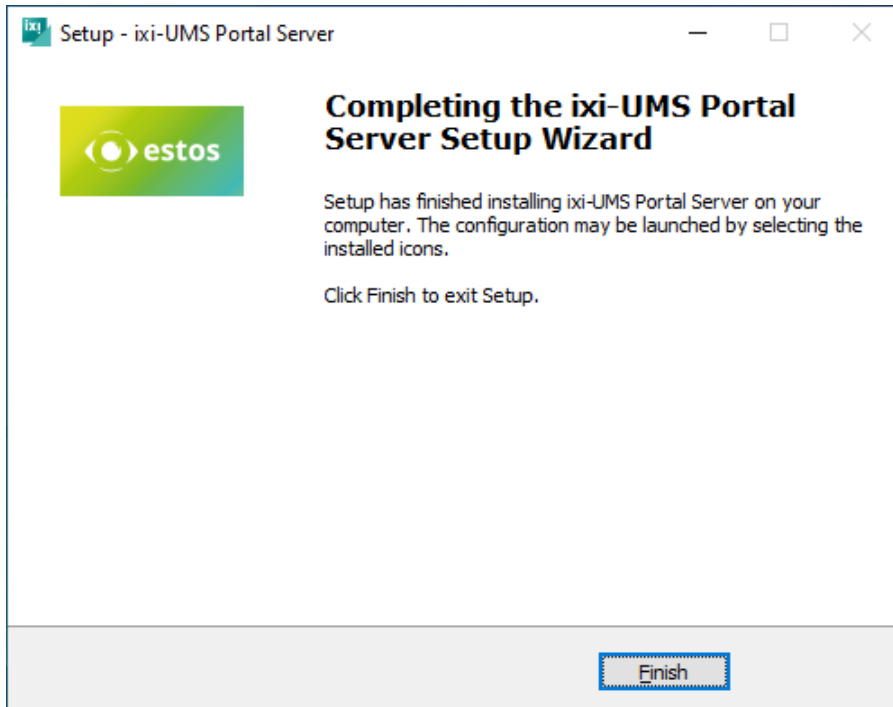 ixi
Setup - ixi-UMS Portal Server
estos
Completing the ixi-UMS Portal
Server Setup Wizard
Setup has finished installing ixi-UMS Portal Server on your
computer. The configuration may be launched by selecting the
installed icons.
Click Finish to exit Setup.
Finish